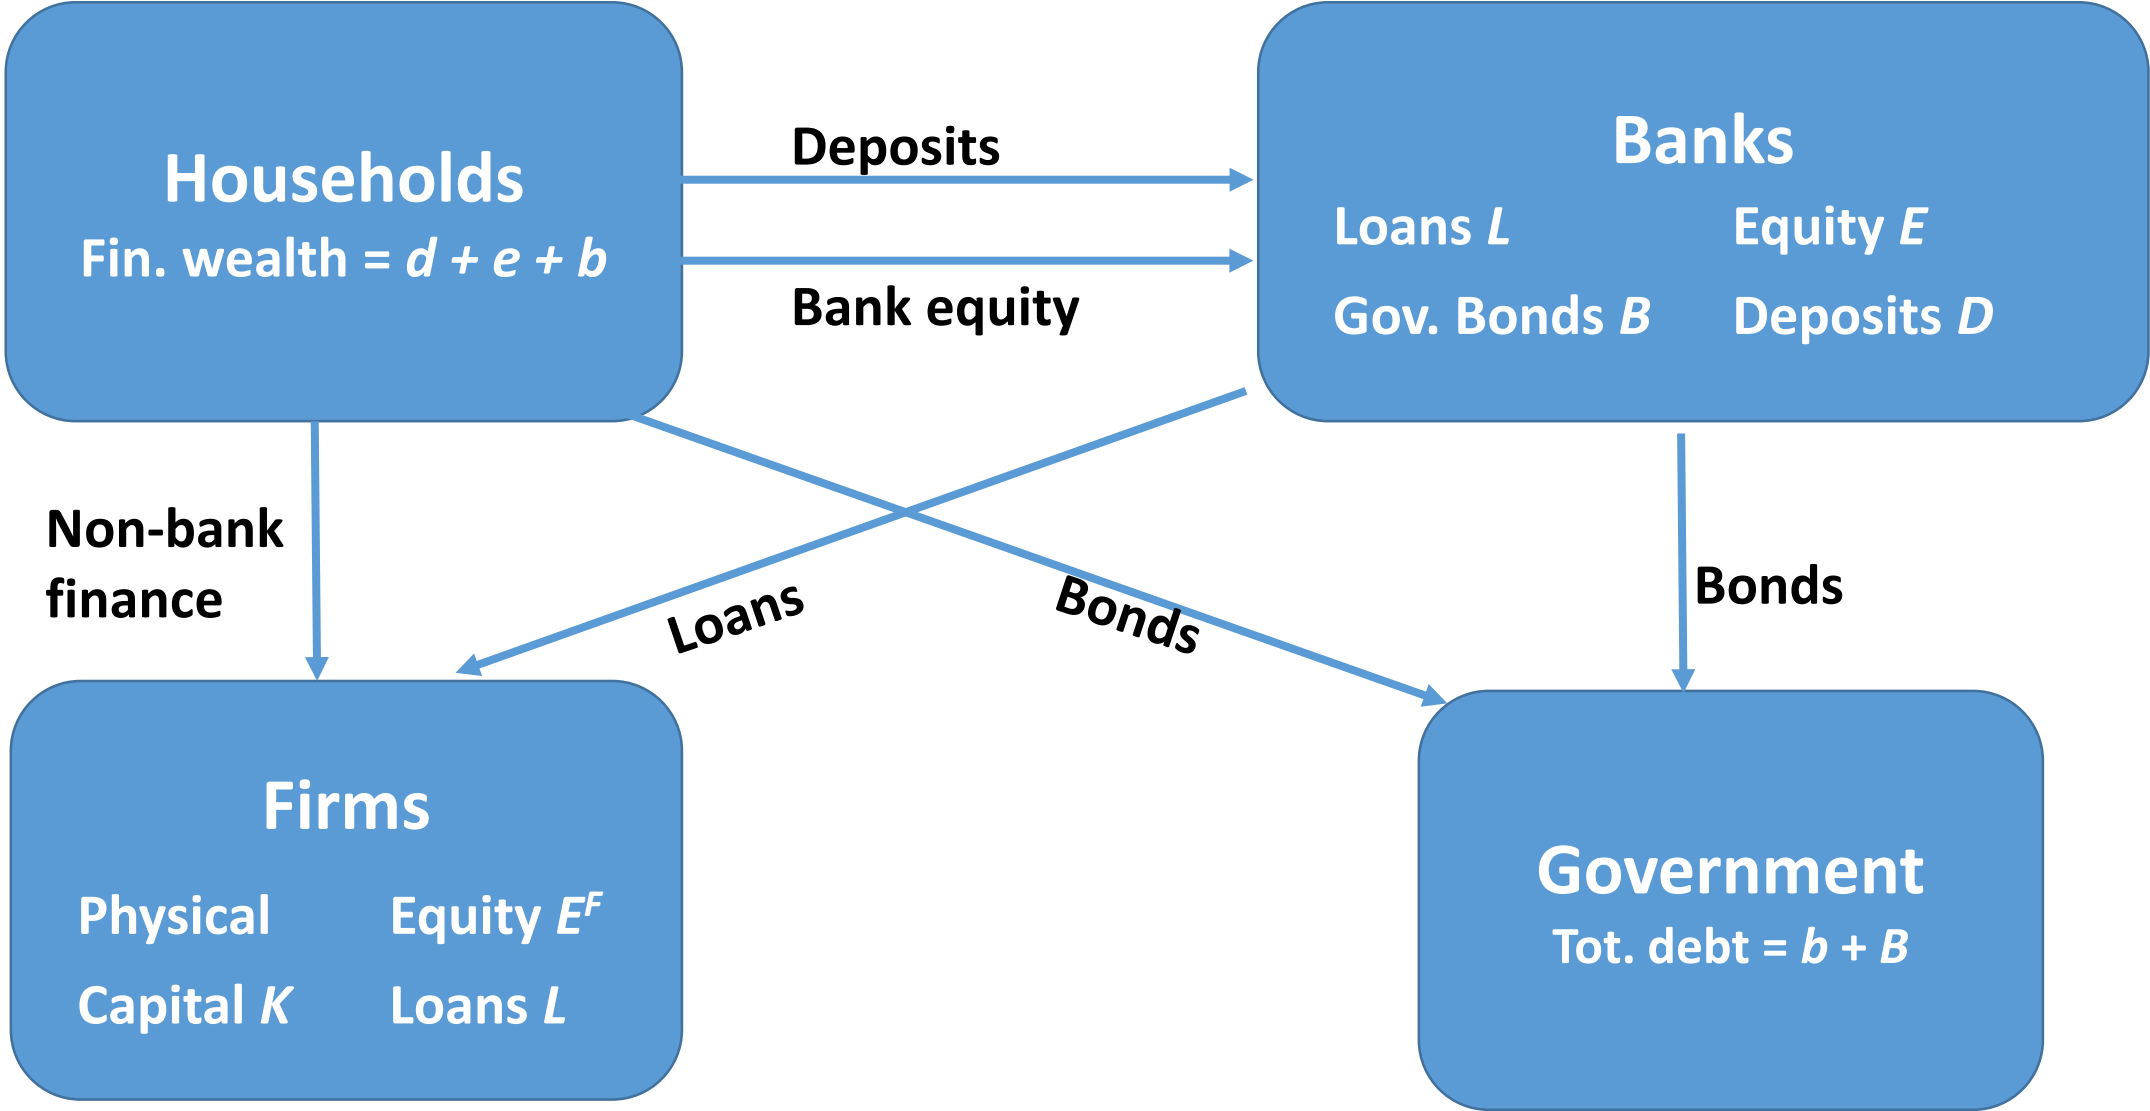 Households
Fin. wealth = d + e + b
Deposits
Bank equity
Banks
Loans L Equity E
Gov. Bonds B Deposits D
Non-bank
finance
Loans
Bonds
Bonds
Firms
Physical Equity E^F
Capital K Loans L
Government
Tot. debt = b + B